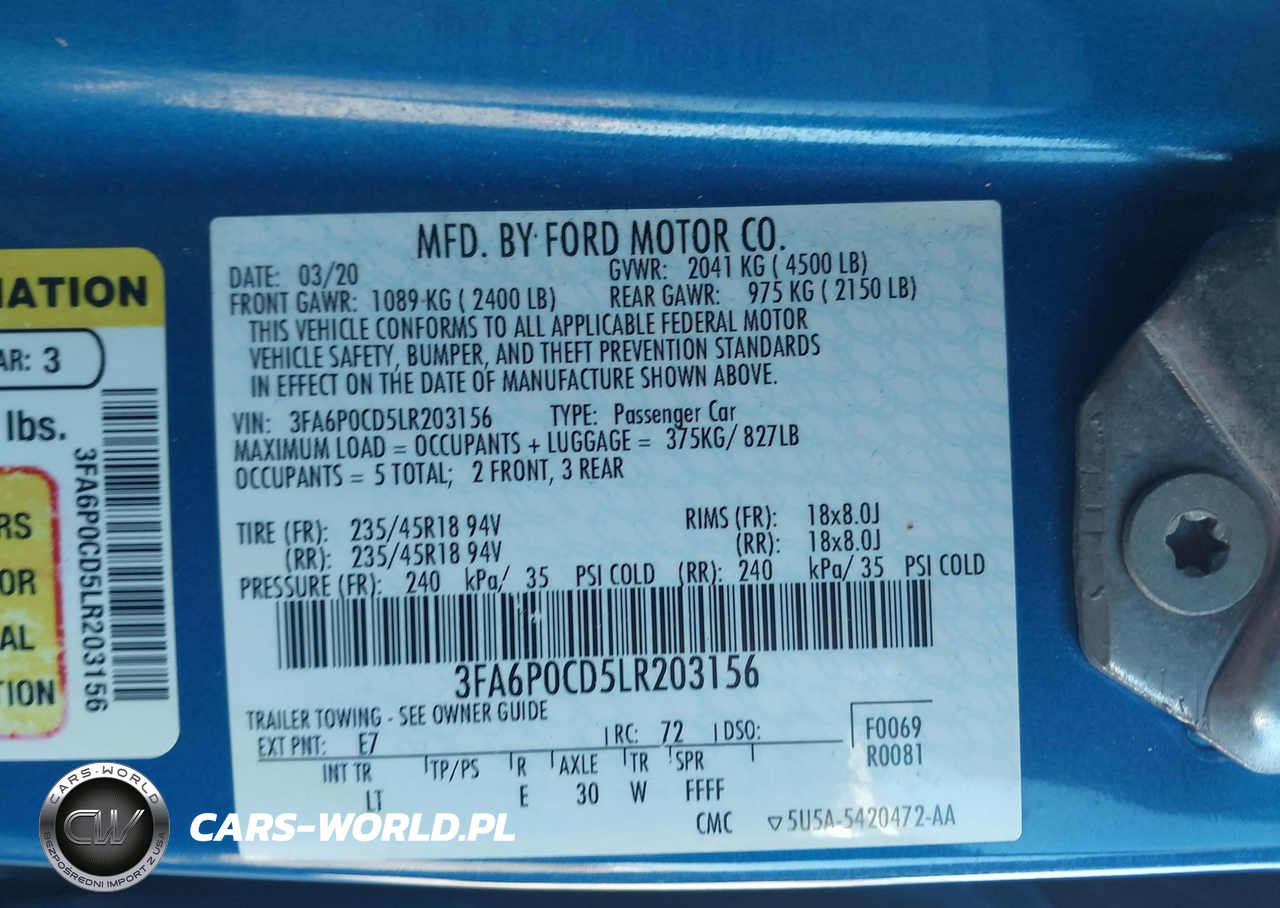 MFD. BY FORD MOTOR CO.
DATE: 03/20 GVWR: 2041 KG ( 4500 LB)
FRONT GAWR: 1089 KG ( 2400 LB) REAR GAWR: 975 KG ( 2150 LB)
THIS VEHICLE CONFORMS TO ALL APPLICABLE FEDERAL MOTOR
VEHICLE SAFETY, BUMPER, AND THEFT PREVENTION STANDARDS
IN EFFECT ON THE DATE OF MANUFACTURE SHOWN ABOVE.
VIN: 3FA6P0CD5LR203156 TYPE: Passenger Car
MAXIMUM LOAD = OCCUPANTS + LUGGAGE = 375KG/ 827LB
OCCUPANTS = 5 TOTAL; 2 FRONT, 3 REAR
TIRE (FR): 235/45R18 94V RIMS (FR): 18x8.0J
(RR): 235/45R18 94V (RR): 18x8.0J
PRESSURE (FR): 240 kPa/ 35 PSI COLD (RR): 240 kPa/ 35 PSI COLD
3FA6P0CD5LR203156
TRAILER TOWING - SEE OWNER GUIDE
EXT PNT: E7 RC: 72 DSO: F0069
R0081
INT TR TP/PS R AXLE TR SPR
LT E 30 W FFFF
CMC ▽5U5A-5420472-AA
IATION
AR: 3
lbs.
3FA6P0CD5LR203156
RS
OR
AL
TION
CARS-WORLD
CW
BEZPOŚREDNI IMPORT Z USA
CARS-WORLD.PL